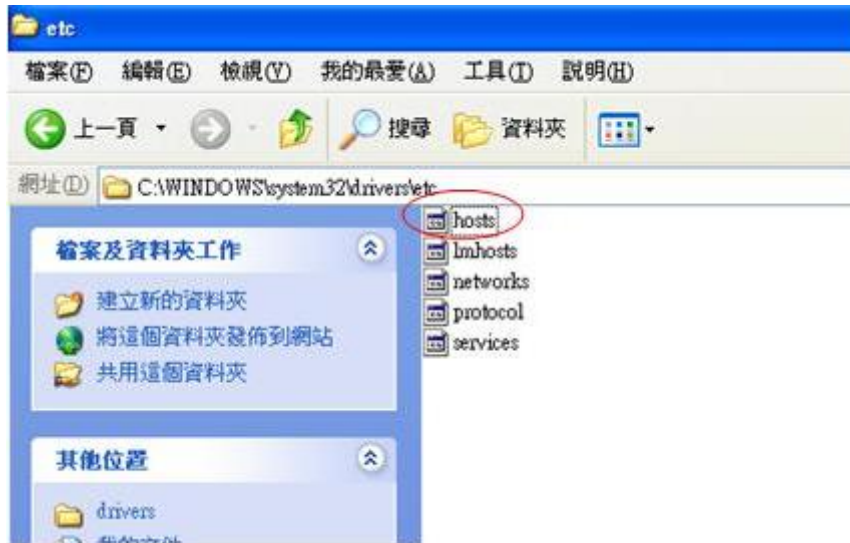 etc
檔案(F) 編輯(E) 檢視(V) 我的最愛(A) 工具(T) 說明(H)
上一頁 搜尋 資料夾
網址(D) C:\WINDOWS\system32\drivers\etc
hosts
lmhosts
networks
protocol
services
檔案及資料夾工作
建立新的資料夾
將這個資料夾發佈到網站
共用這個資料夾
其他位置
drivers